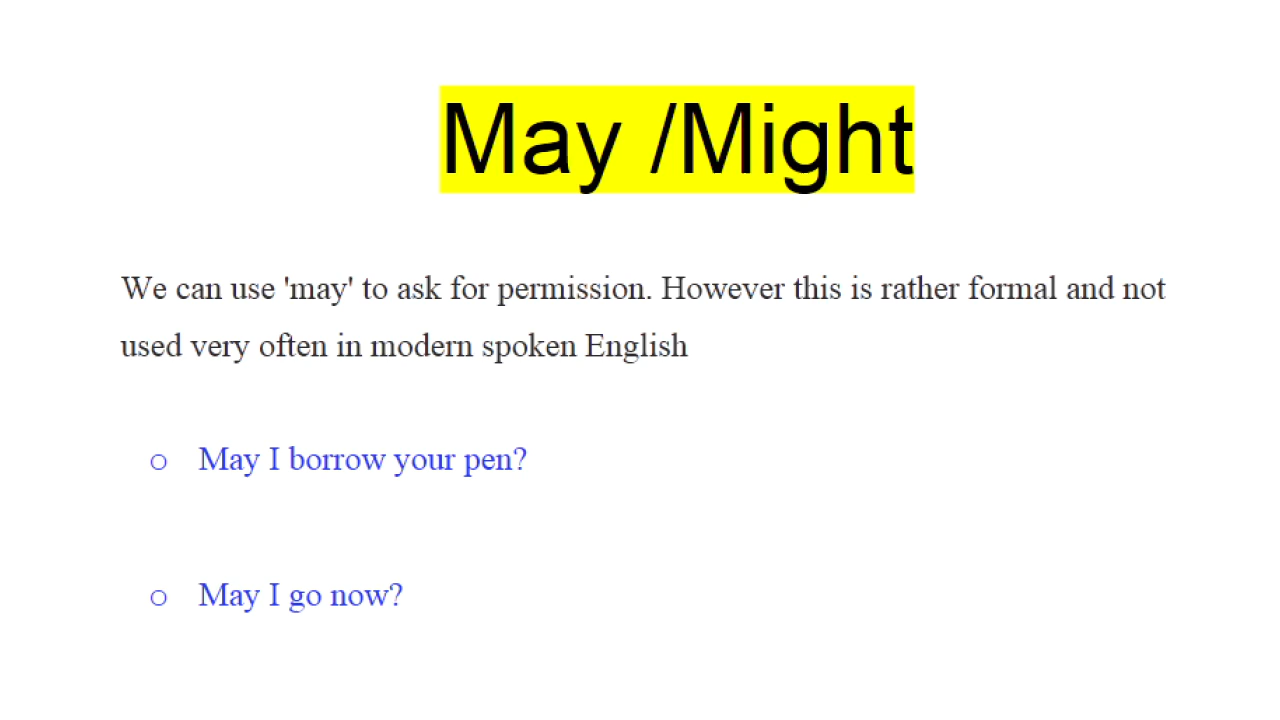 May /Might
We can use 'may' to ask for permission. However this is rather formal and not
used very often in modern spoken English
o May I borrow your pen?
o May I go now?